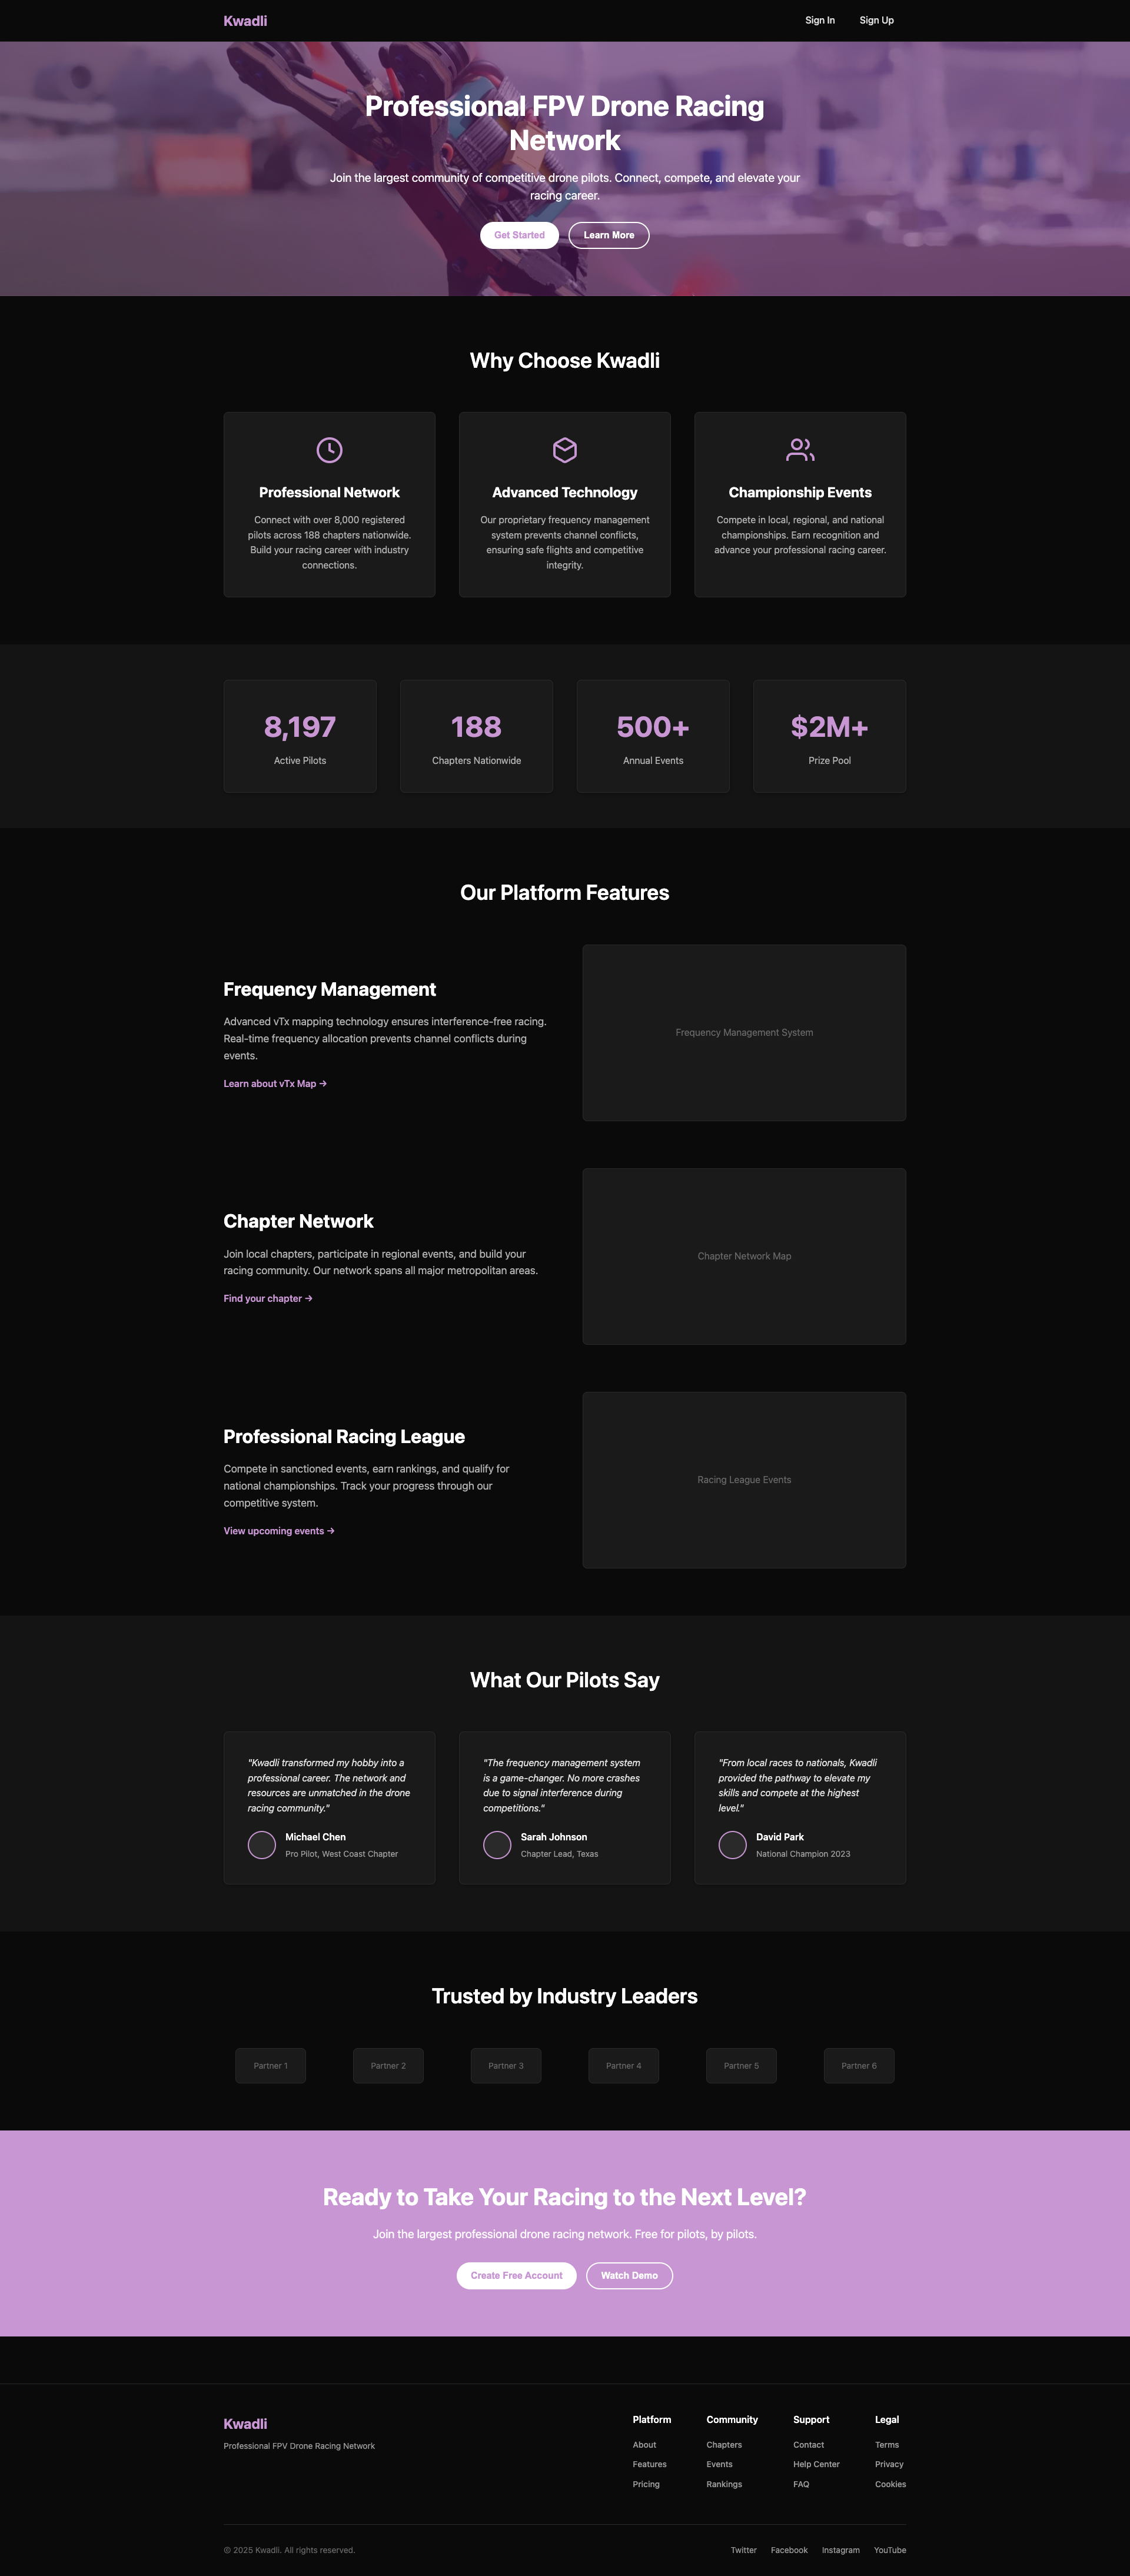 Kwadli
Sign In
Sign Up
Professional FPV Drone Racing
Network
Join the largest community of competitive drone pilots. Connect, compete, and elevate your
racing career.
Get Started
Learn More
Why Choose Kwadli
Professional Network
Connect with over 8,000 registered
pilots across 188 chapters nationwide.
Build your racing career with industry
connections.
Advanced Technology
Our proprietary frequency management
system prevents channel conflicts,
ensuring safe flights and competitive
integrity.
Championship Events
Compete in local, regional, and national
championships. Earn recognition and
advance your professional racing career.
8,197
Active Pilots
188
Chapters Nationwide
500+
Annual Events
$2M+
Prize Pool
Our Platform Features
Frequency Management
Advanced vTx mapping technology ensures interference-free racing.
Real-time frequency allocation prevents channel conflicts during
events.
Learn about vTx Map →
Frequency Management System
Chapter Network
Join local chapters, participate in regional events, and build your
racing community. Our network spans all major metropolitan areas.
Find your chapter →
Chapter Network Map
Professional Racing League
Compete in sanctioned events, earn rankings, and qualify for
national championships. Track your progress through our
competitive system.
View upcoming events →
Racing League Events
What Our Pilots Say
"Kwadli transformed my hobby into a
professional career. The network and
resources are unmatched in the drone
racing community."
Michael Chen
Pro Pilot, West Coast Chapter
"The frequency management system
is a game-changer. No more crashes
due to signal interference during
competitions."
Sarah Johnson
Chapter Lead, Texas
"From local races to nationals, Kwadli
provided the pathway to elevate my
skills and compete at the highest
level."
David Park
National Champion 2023
Trusted by Industry Leaders
Partner 1
Partner 2
Partner 3
Partner 4
Partner 5
Partner 6
Ready to Take Your Racing to the Next Level?
Join the largest professional drone racing network. Free for pilots, by pilots.
Create Free Account
Watch Demo
Kwadli
Professional FPV Drone Racing Network
Platform
About
Features
Pricing
Community
Chapters
Events
Rankings
Support
Contact
Help Center
FAQ
Legal
Terms
Privacy
Cookies
© 2025 Kwadli. All rights reserved.
Twitter
Facebook
Instagram
YouTube